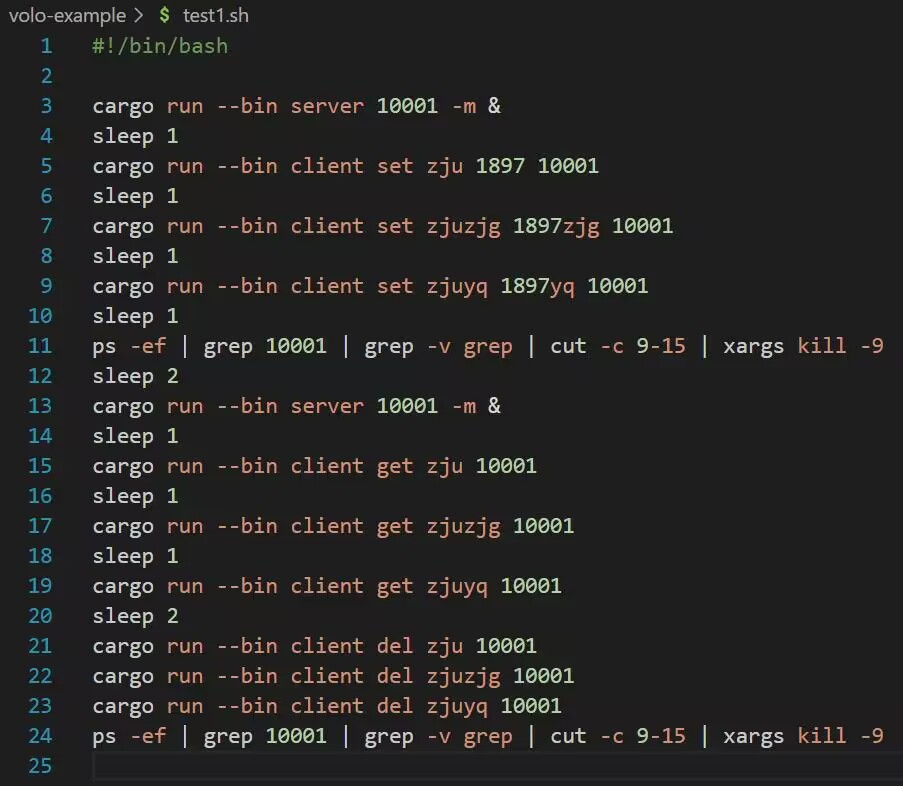 volo-example > $ test1.sh
1 #!/bin/bash
2
3 cargo run --bin server 10001 -m &
4 sleep 1
5 cargo run --bin client set zju 1897 10001
6 sleep 1
7 cargo run --bin client set zjuzjg 1897zjg 10001
8 sleep 1
9 cargo run --bin client set zjuyq 1897yq 10001
10 sleep 1
11 ps -ef | grep 10001 | grep -v grep | cut -c 9-15 | xargs kill -9
12 sleep 2
13 cargo run --bin server 10001 -m &
14 sleep 1
15 cargo run --bin client get zju 10001
16 sleep 1
17 cargo run --bin client get zjuzjg 10001
18 sleep 1
19 cargo run --bin client get zjuyq 10001
20 sleep 2
21 cargo run --bin client del zju 10001
22 cargo run --bin client del zjuzjg 10001
23 cargo run --bin client del zjuyq 10001
24 ps -ef | grep 10001 | grep -v grep | cut -c 9-15 | xargs kill -9
25